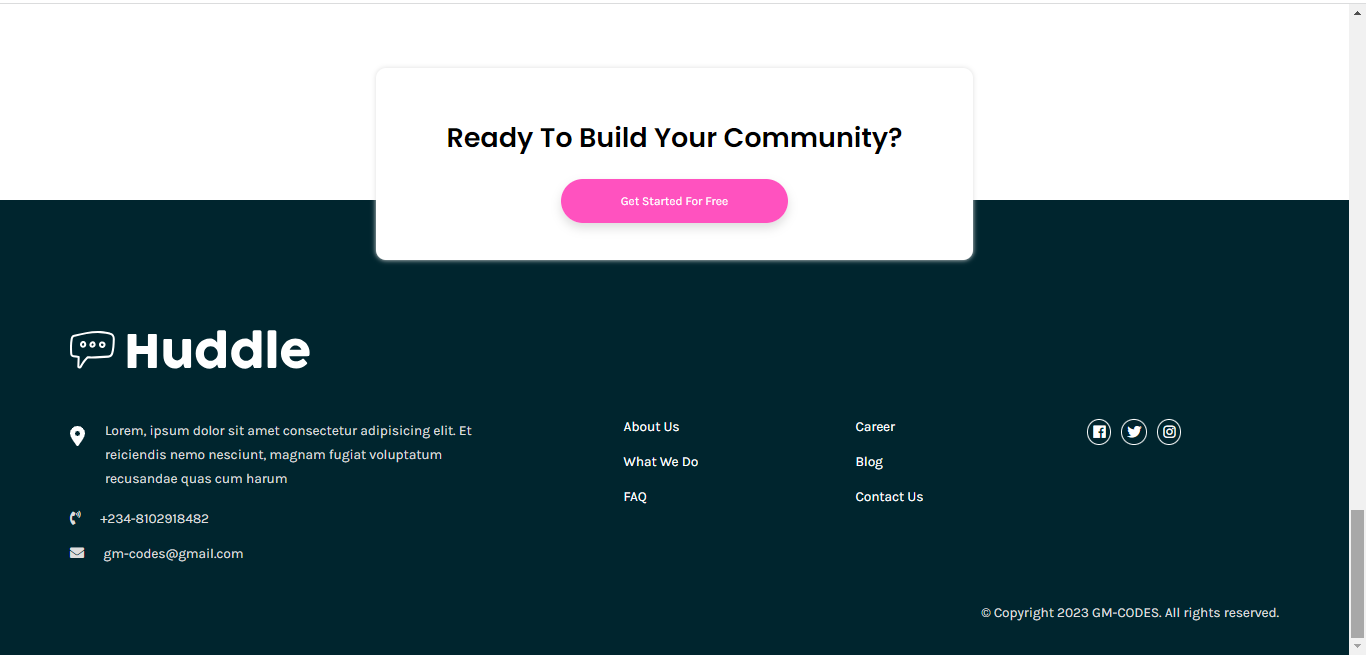 Ready To Build Your Community?
Get Started For Free
Huddle
Lorem, ipsum dolor sit amet consectetur adipisicing elit. Et
reiciendis nemo nesciunt, magnam fugiat voluptatum
recusandae quas cum harum
+234-8102918482
gm-codes@gmail.com
About Us
What We Do
FAQ
Career
Blog
Contact Us
© Copyright 2023 GM-CODES. All rights reserved.